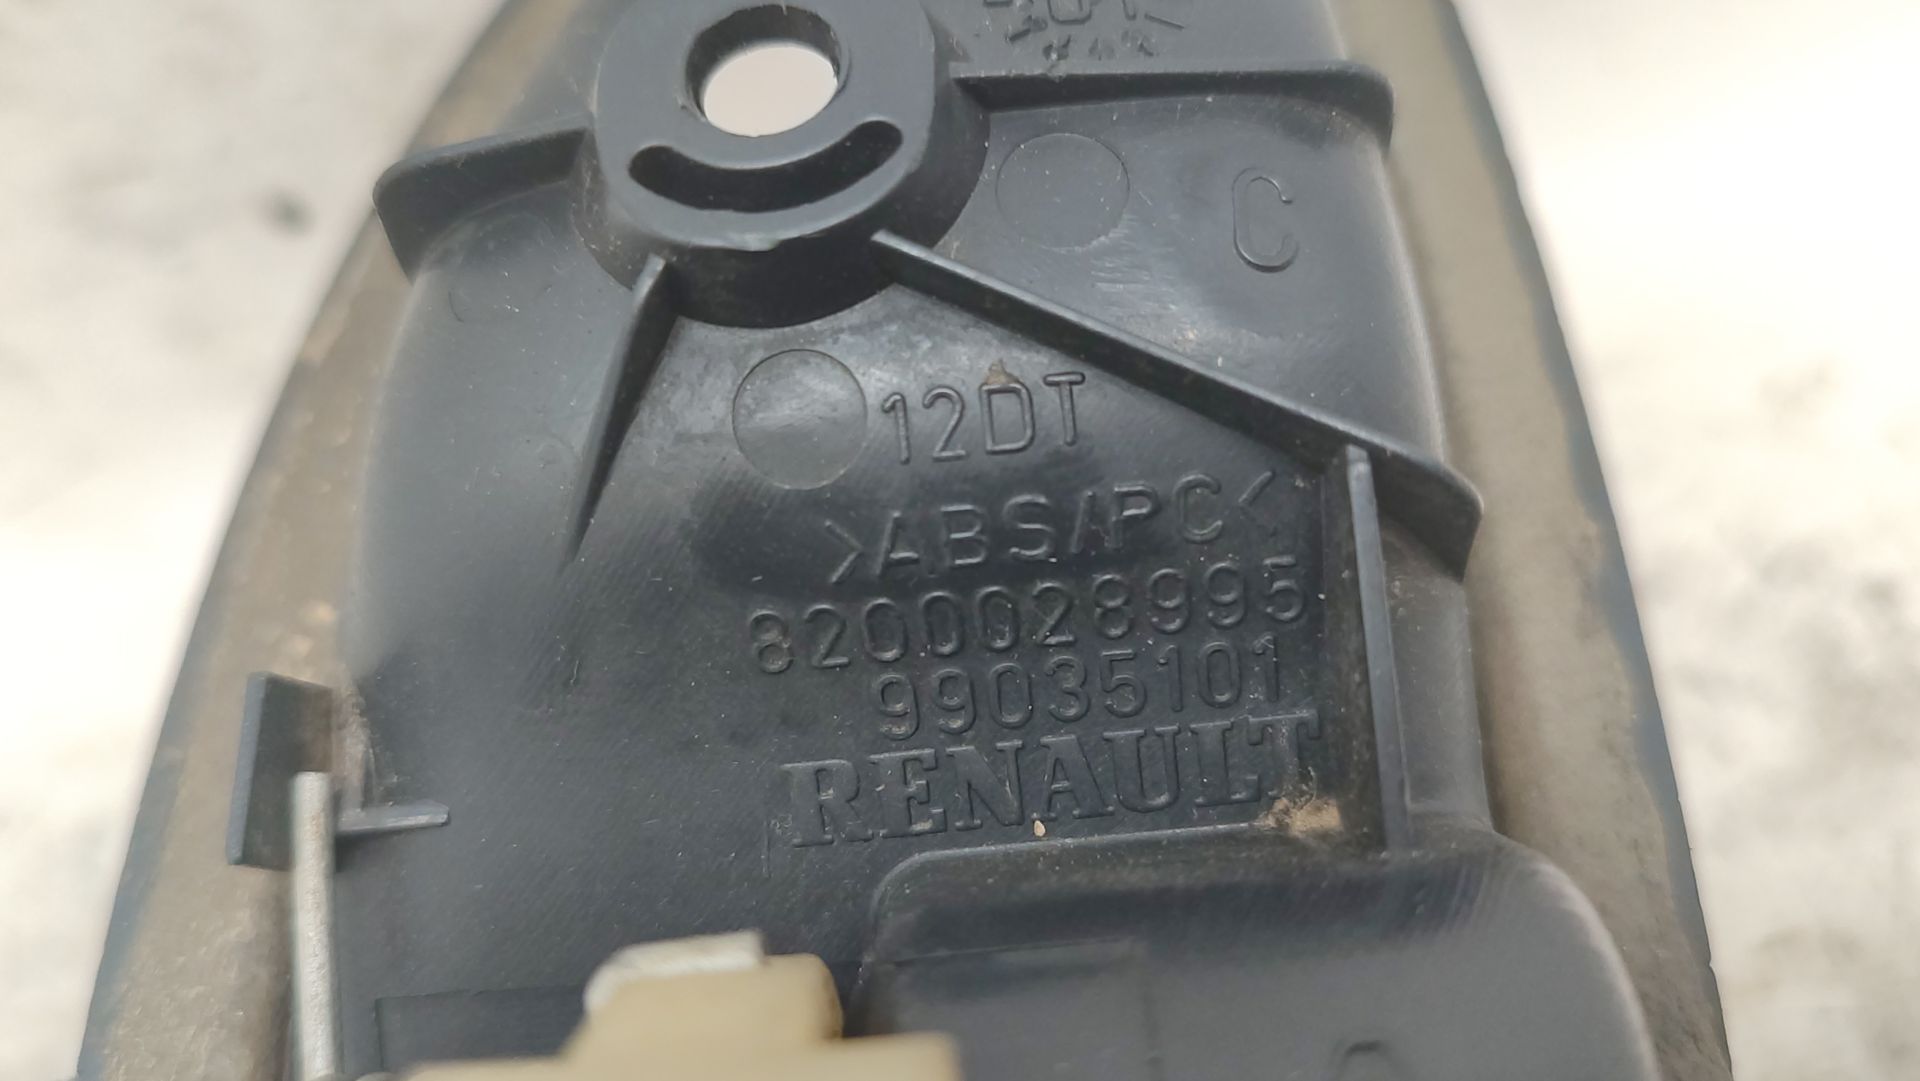 C
12DT
>ABS/PC<
8200028995
99035101
RENAULT